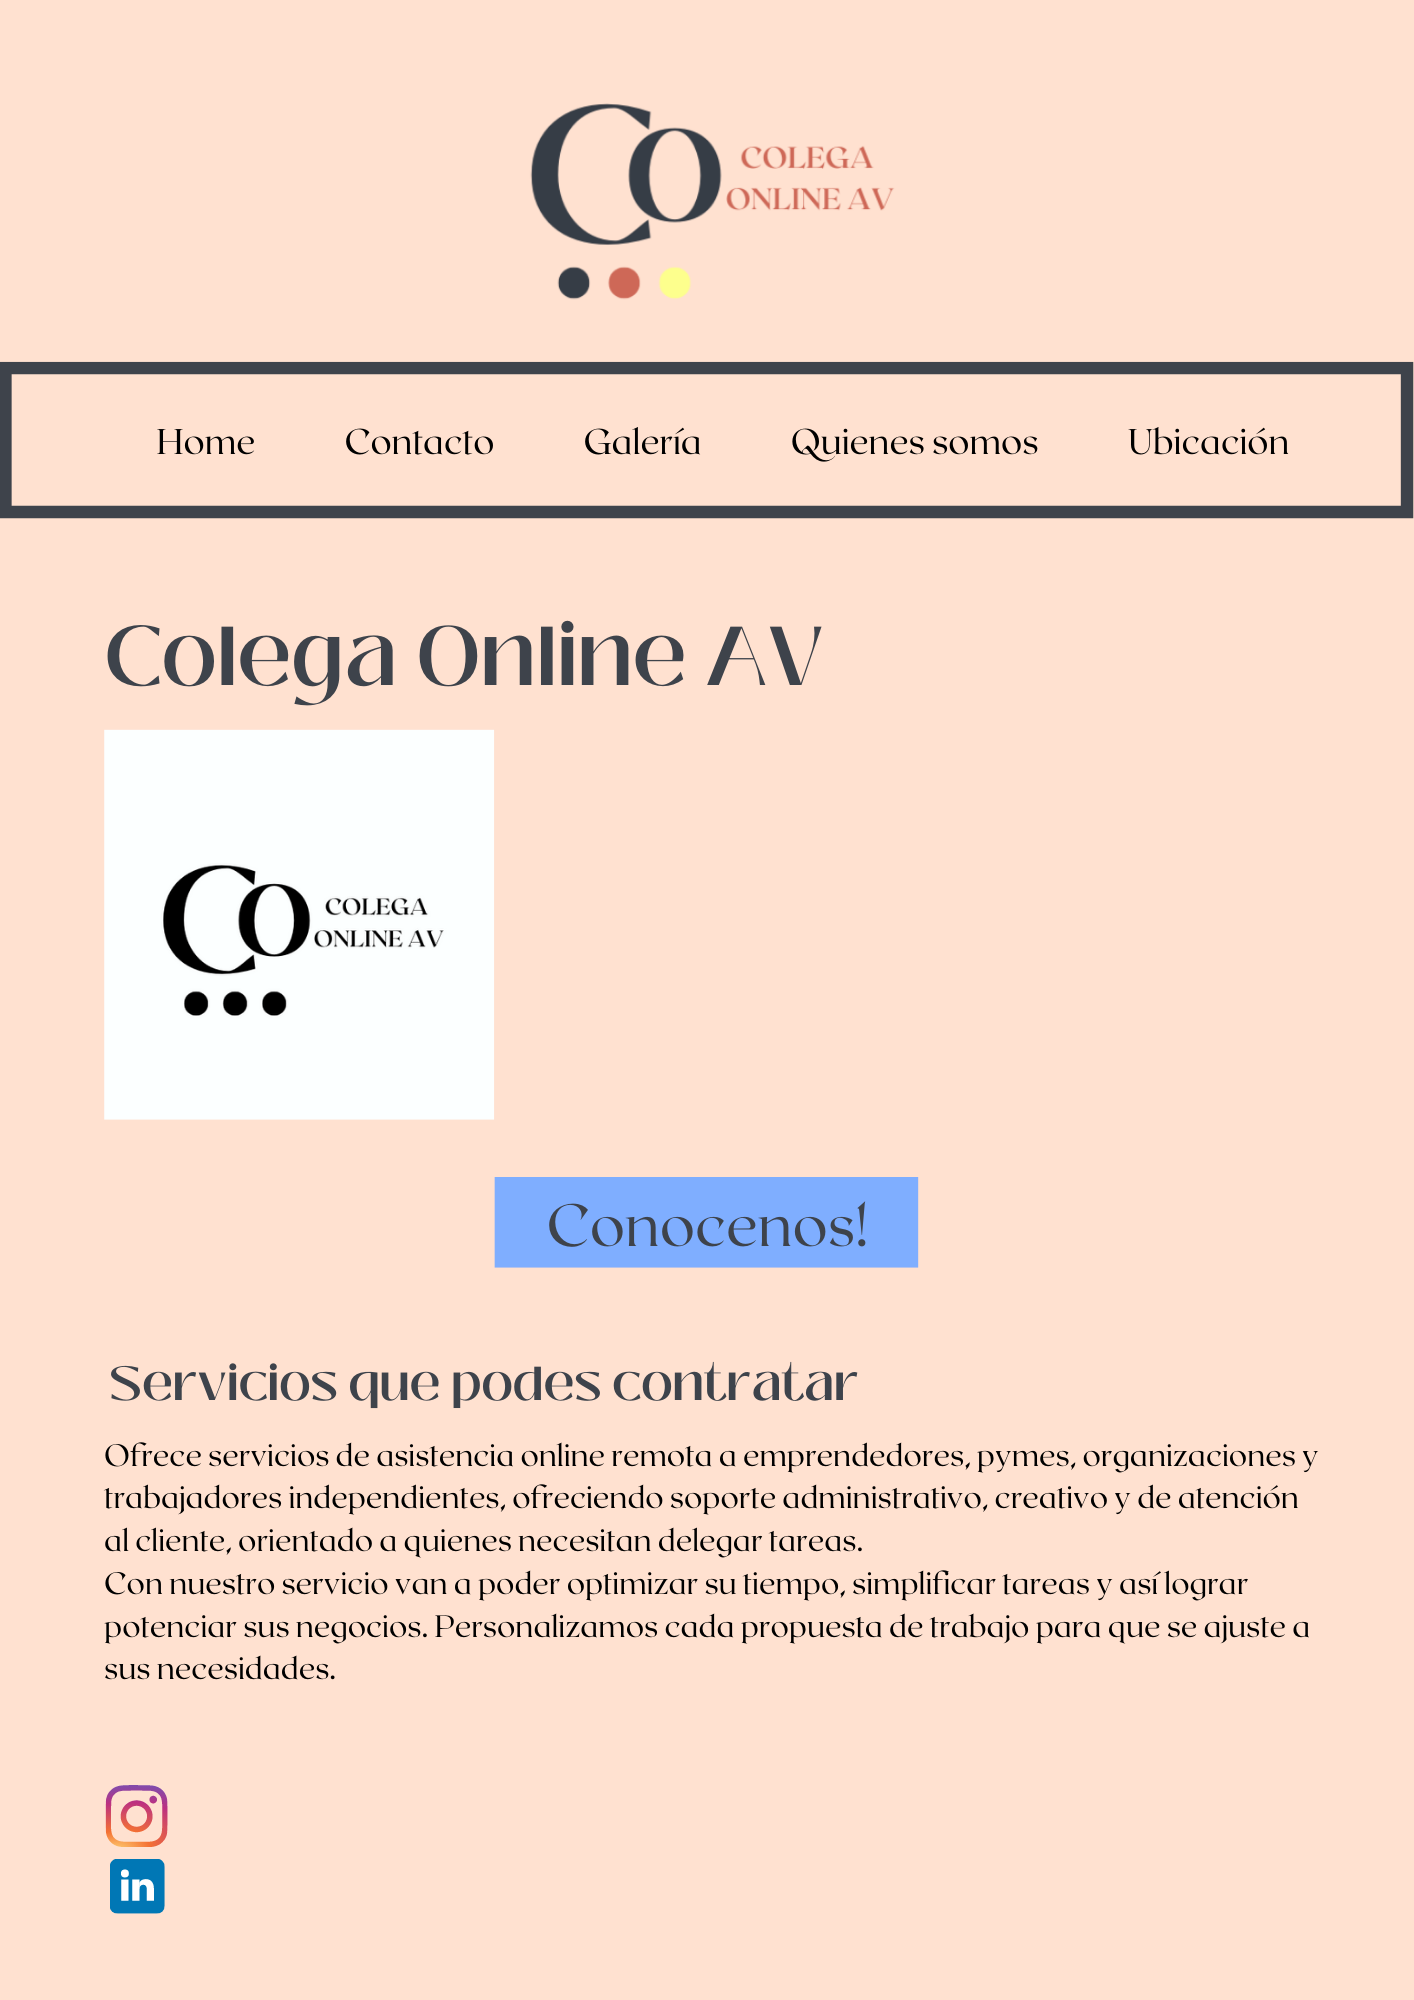 Co
COLEGA
ONLINE AV
Home Contacto Galería Quienes somos Ubicación
Colega Online AV
Co
COLEGA
ONLINE AV
Conocenos!
Servicios que podes contratar
Ofrece servicios de asistencia online remota a emprendedores, pymes, organizaciones y
trabajadores independientes, ofreciendo soporte administrativo, creativo y de atención
al cliente, orientado a quienes necesitan delegar tareas.
Con nuestro servicio van a poder optimizar su tiempo, simplificar tareas y así lograr
potenciar sus negocios. Personalizamos cada propuesta de trabajo para que se ajuste a
sus necesidades.
in